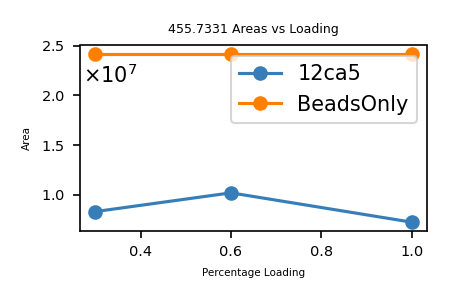 455.7331 Areas vs Loading
2.5
×10⁷
2.0
1.5
1.0
Area
12ca5
BeadsOnly
0.4 0.6 0.8 1.0
Percentage Loading